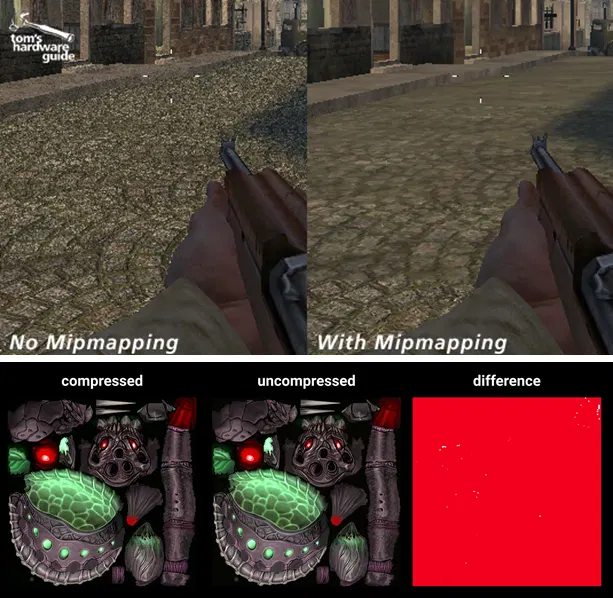 tom's
hardware
guide
No Mipmapping
With Mipmapping
compressed
uncompressed
difference